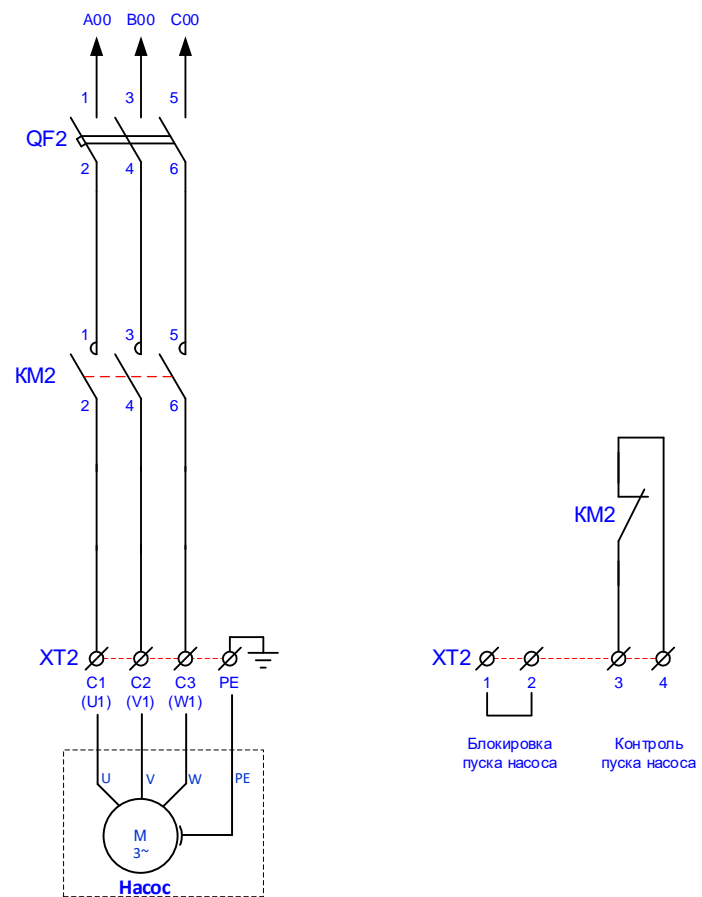 A00 B00 C00
1 3 5
QF2
2 4 6
1 3 5
КМ2
2 4 6
КМ2
XT2
C1 C2 C3 PE
(U1) (V1) (W1)
XT2
1 2 3 4
Блокировка
пуска насоса
Контроль
пуска насоса
U V W PE
М
3~
Насос